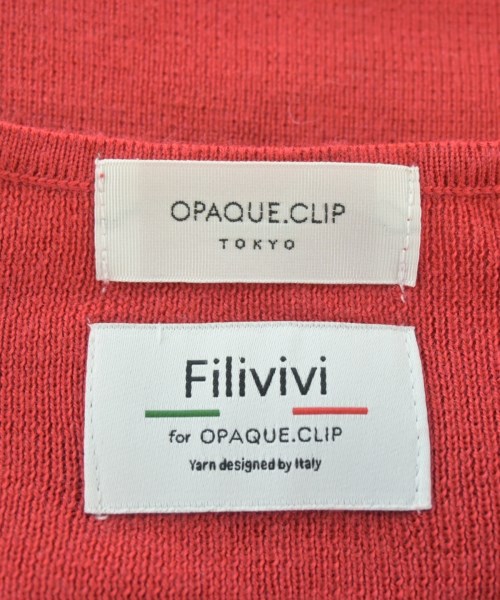 OPAQUE.CLIP
TOKYO
Filivivi
for OPAQUE.CLIP
Yarn designed by Italy